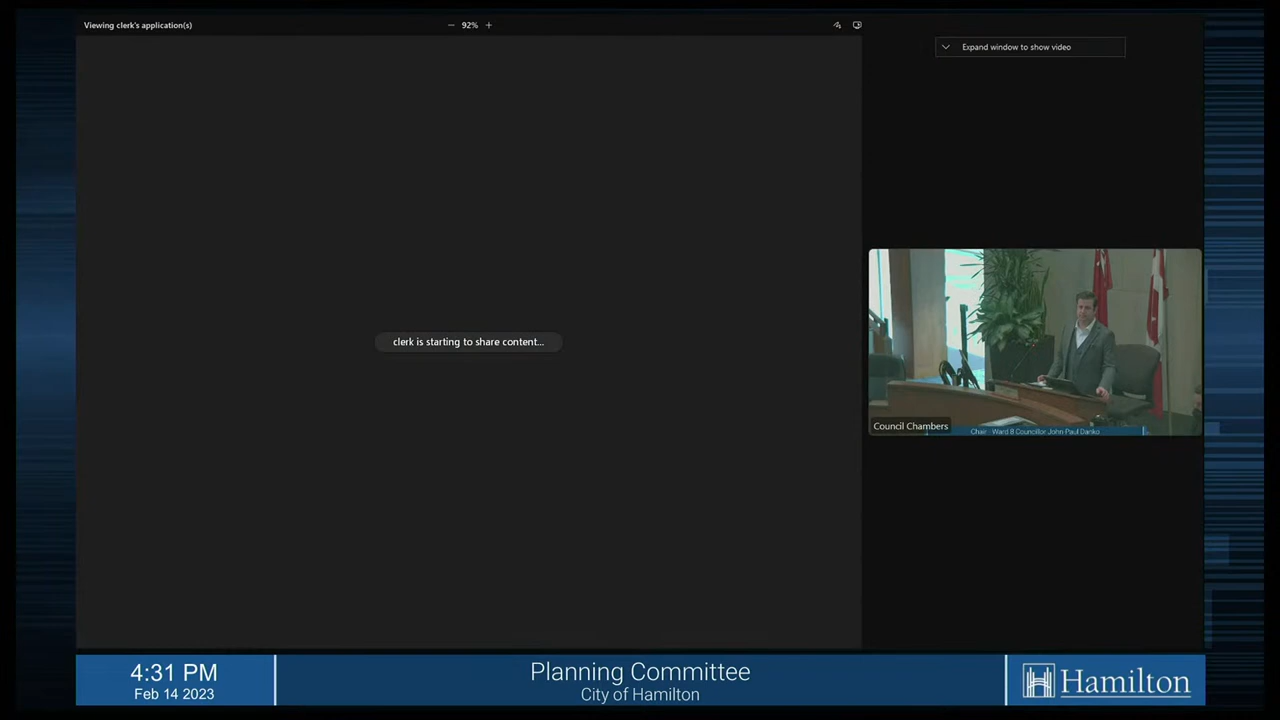 Viewing clerk's application(s)
92%
Expand window to show video
clerk is starting to share content...
Council Chambers
Chair - Ward 8 Councillor John Paul Danko
4:31 PM
Feb 14 2023
Planning Committee
City of Hamilton
Hamilton